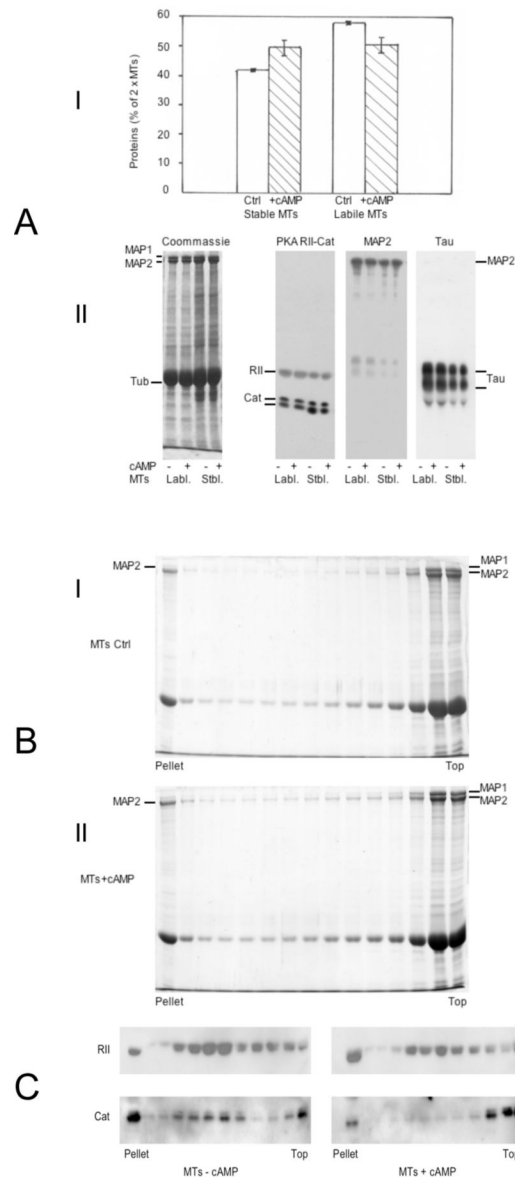 A
I
Proteins (% of 2 x MTs)
60
50
40
30
20
10
0
Ctrl +cAMP Ctrl +cAMP
Stable MTs Labile MTs
II
Coommassie PKA RII-Cat MAP2 Tau
MAP1
MAP2
Tub
RII
Cat
MAP2
Tau
cAMP - + - + - + - + - + - + - + - +
MTs Labl. Stbl. Labl. Stbl. Labl. Stbl. Labl. Stbl.
B
I
MAP2
MAP1
MAP2
MTs Ctrl
Pellet Top
II
MAP2
MAP1
MAP2
MTs+cAMP
Pellet Top
C
RII
Cat
Pellet Top Pellet Top
MTs - cAMP MTs + cAMP